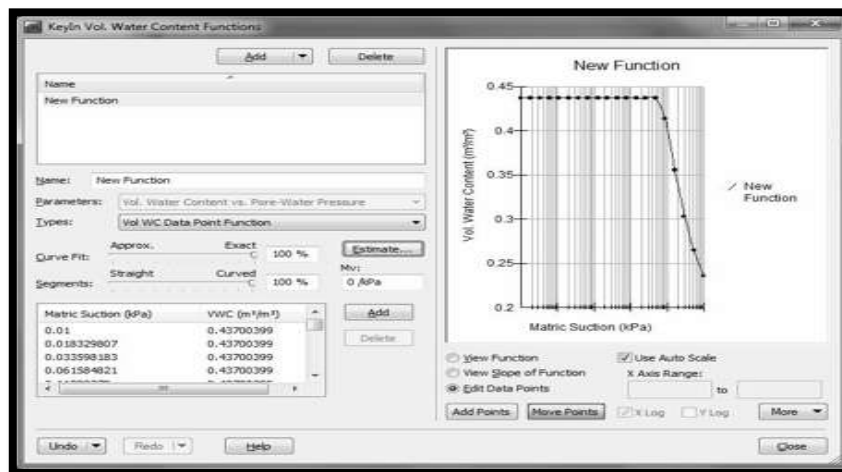 KeyIn Vol. Water Content Functions
Add
Delete
Name
New Function
Name: New Function
Parameters: Vol. Water Content vs. Pore-Water Pressure
Types: Vol WC Data Point Function
Curve Fit: Approx. Exact 100 %
Estimate...
Segments: Straight Curved 100 %
Mv:
0 /kPa
Matric Suction (kPa) VWC (m³/m³)
0.01 0.43700399
0.018329807 0.43700399
0.033598183 0.43700399
0.061584821 0.43700399
Add
Delete
Undo
Redo
Help
New Function
Vol. Water Content (m³/m³)
0.45
0.4
0.35
0.3
0.25
0.2
Matric Suction (kPa)
New
Function
View Function
View Slope of Function
Edit Data Points
Use Auto Scale
X Axis Range:
to
Add Points
Move Points
X Log
Y Log
More
Close